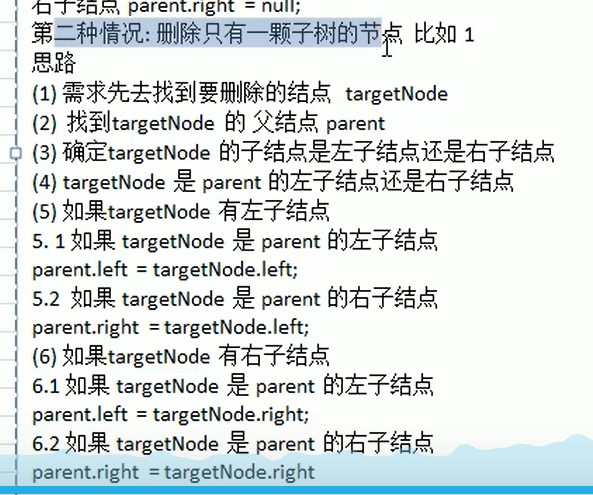 右子结点 parent.right = null;
第二种情况: 删除只有一颗子树的节点 比如 1
思路
(1) 需求先去找到要删除的结点 targetNode
(2) 找到targetNode 的 父结点 parent
(3) 确定targetNode 的子结点是左子结点还是右子结点
(4) targetNode 是 parent 的左子结点还是右子结点
(5) 如果targetNode 有左子结点
5. 1 如果 targetNode 是 parent 的左子结点
parent.left = targetNode.left;
5.2 如果 targetNode 是 parent 的右子结点
parent.right = targetNode.left;
(6) 如果targetNode 有右子结点
6.1 如果 targetNode 是 parent 的左子结点
parent.left = targetNode.right;
6.2 如果 targetNode 是 parent 的右子结点
parent.right = targetNode.right